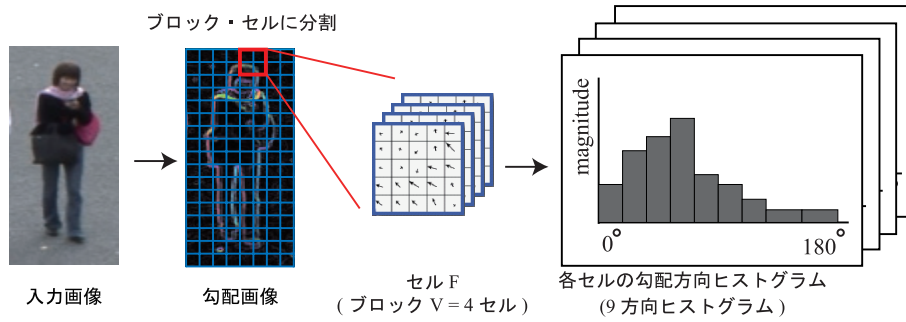 ブロック・セルに分割
magnitude
0°
180°
入力画像
勾配画像
セル F
( ブロック V = 4 セル )
各セルの勾配方向ヒストグラム
(9 方向ヒストグラム )